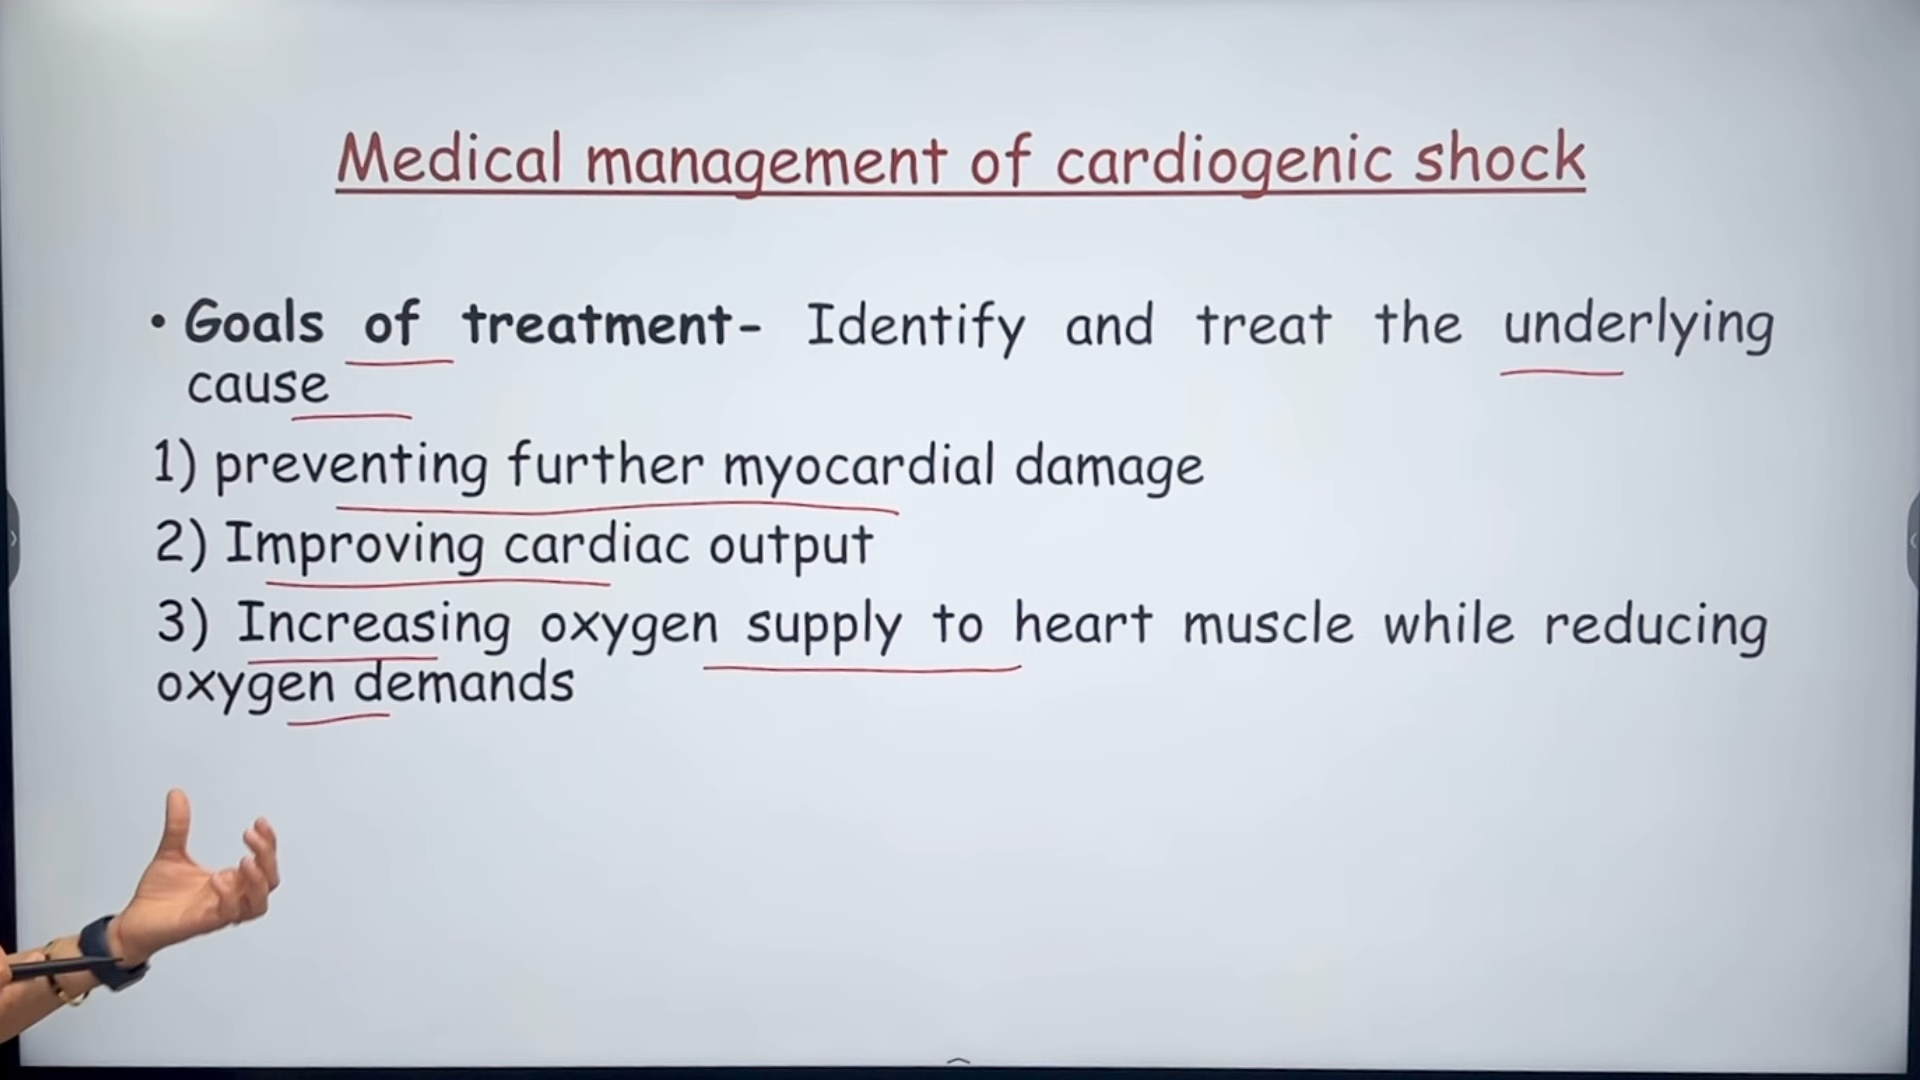 Medical management of cardiogenic shock
• Goals of treatment- Identify and treat the underlying
cause
1) preventing further myocardial damage
2) Improving cardiac output
3) Increasing oxygen supply to heart muscle while reducing
oxygen demands